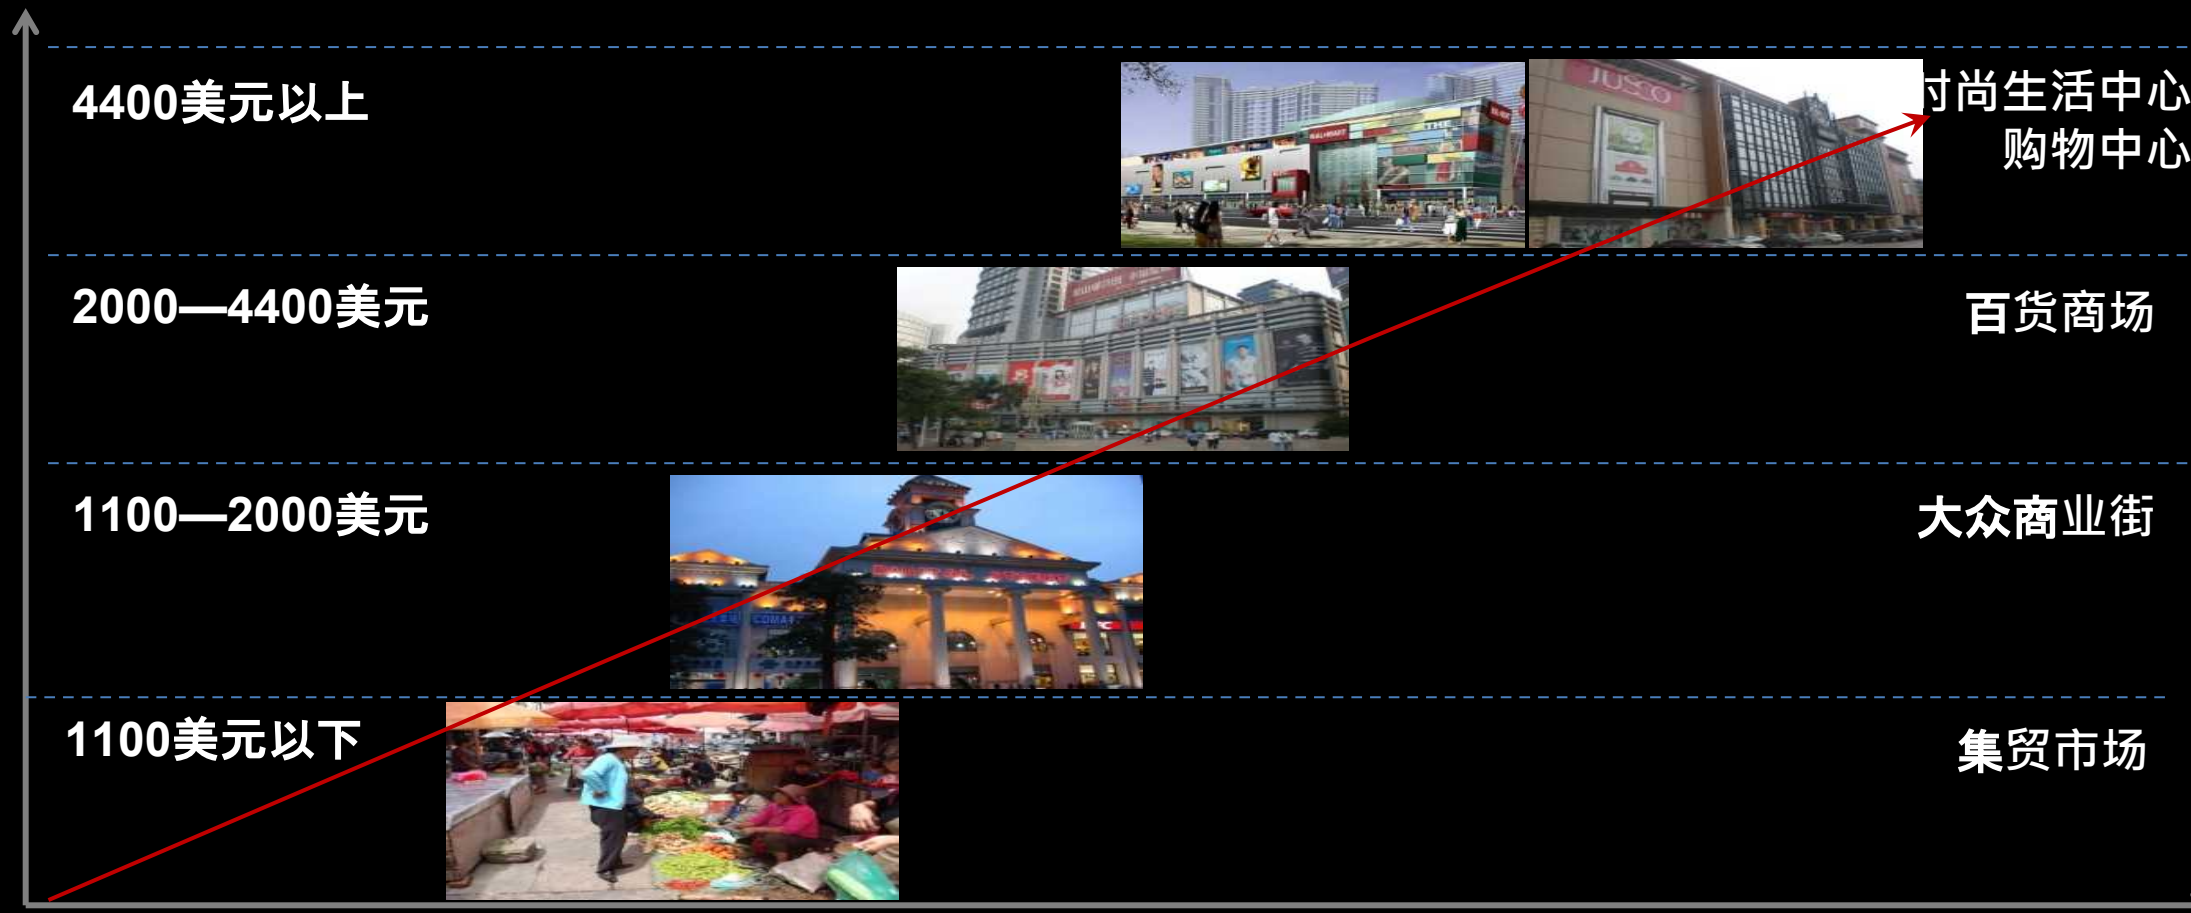 4400美元以上
JUSCO
时尚生活中心
购物中心
2000—4400美元
百货商场
1100—2000美元
大众商业街
CDMA
1100美元以下
集贸市场